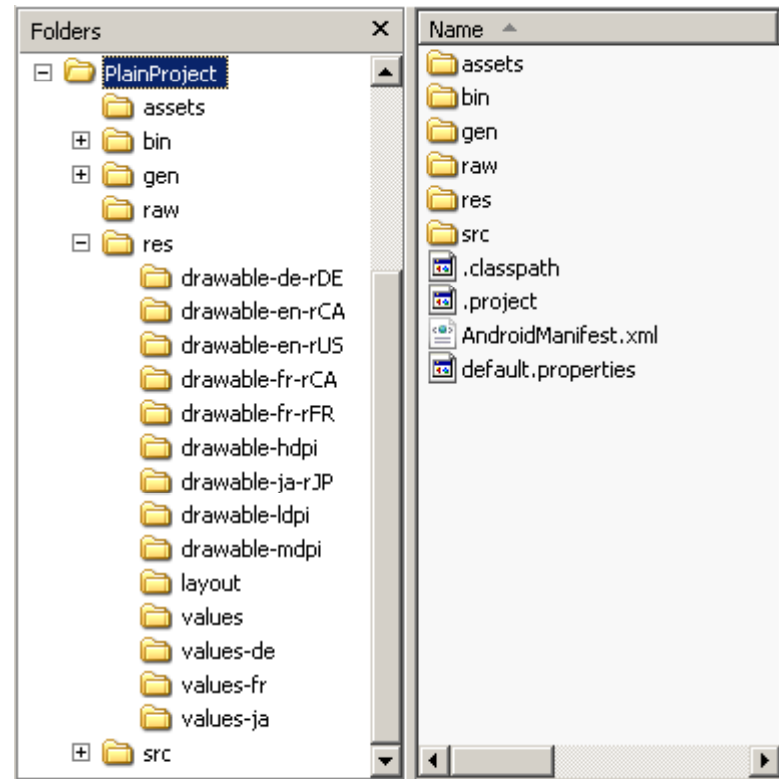 Folders
PlainProject
assets
bin
gen
raw
res
drawable-de-rDE
drawable-en-rCA
drawable-en-rUS
drawable-fr-rCA
drawable-fr-rFR
drawable-hdpi
drawable-ja-rJP
drawable-ldpi
drawable-mdpi
layout
values
values-de
values-fr
values-ja
src
Name
assets
bin
gen
raw
res
src
.classpath
.project
AndroidManifest.xml
default.properties